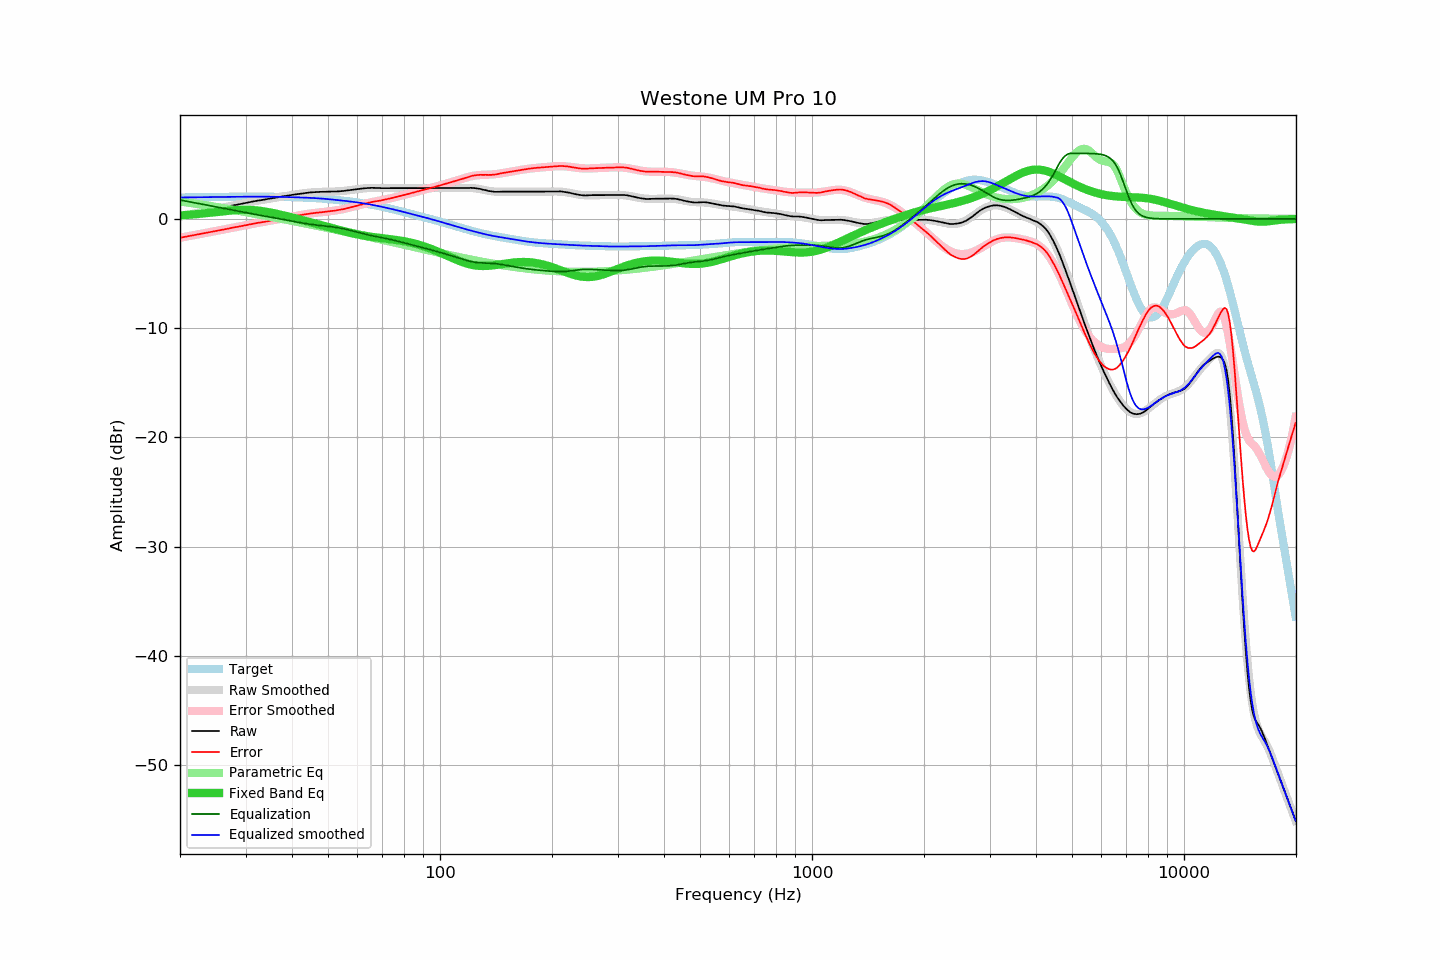 Westone UM Pro 10
Amplitude (dBr)
0
−10
−20
−30
−40
−50
Target
Raw Smoothed
Error Smoothed
Raw
Error
Parametric Eq
Fixed Band Eq
Equalization
Equalized smoothed
100 1000 10000
Frequency (Hz)